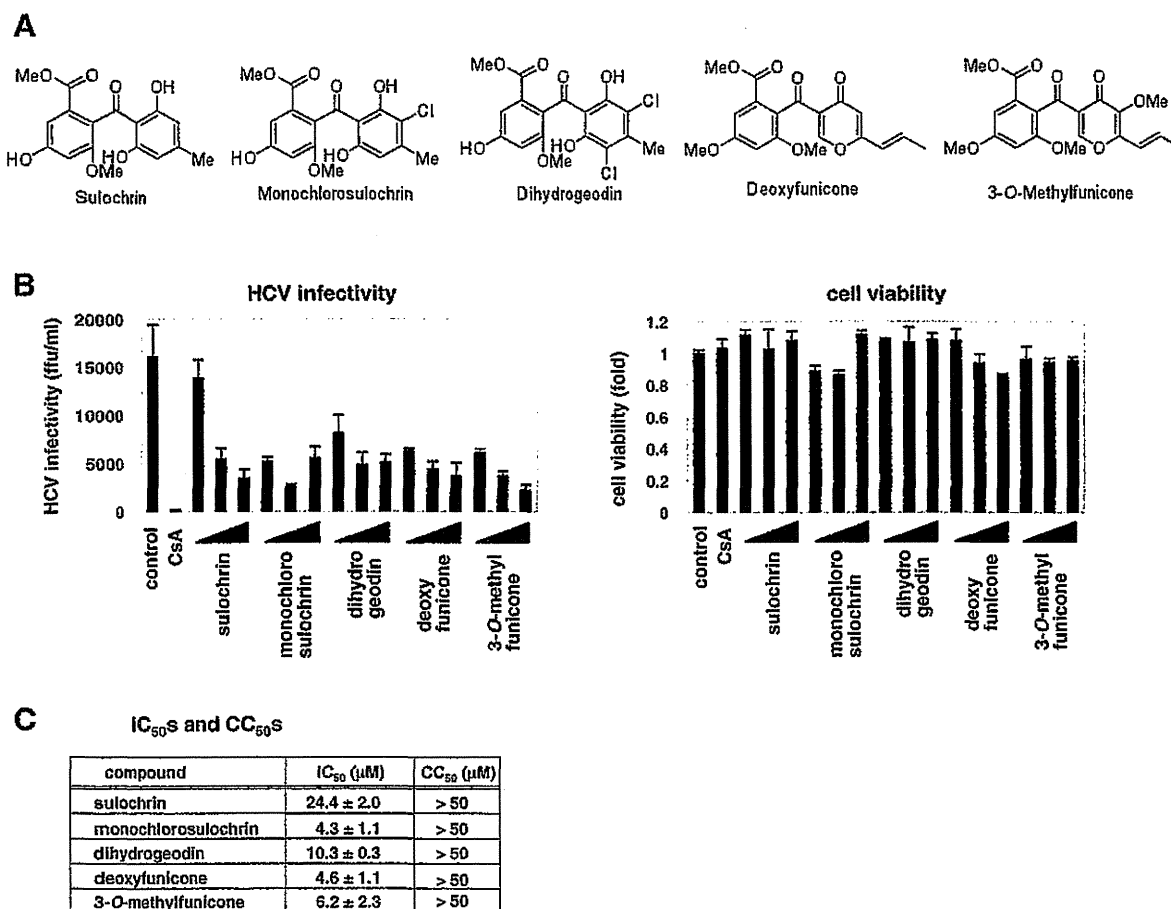 A
MeO O O OH
HO OMe HO Me
Sulochrin
MeO O O OH Cl
HO OMe HO Me
Monochlorosulochrin
MeO O O OH Cl
HO OMe HO Me
Cl
Dihydrogeodin
MeO O O O
MeO OMe O
Deoxyfunicone
MeO O O O OMe
MeO OMe O
3-O-Methylfunicone
B
HCV infectivity
HCV infectivity (ffu/ml)
20000
15000
10000
5000
0
control
CsA
sulochrin
monochloro
sulochrin
dihydro
geodin
deoxy
funicone
3-O-methyl
funicone
cell viability
cell viability (fold)
1.2
1
0.8
0.6
0.4
0.2
0
control
CsA
sulochrin
monochloro
sulochrin
dihydro
geodin
deoxy
funicone
3-O-methyl
funicone
C
IC50s and CC50s
compound IC50 (μM) CC50 (μM)
sulochrin 24.4 ± 2.0 > 50
monochlorosulochrin 4.3 ± 1.1 > 50
dihydrogeodin 10.3 ± 0.3 > 50
deoxyfunicone 4.6 ± 1.1 > 50
3-O-methylfunicone 6.2 ± 2.3 > 50